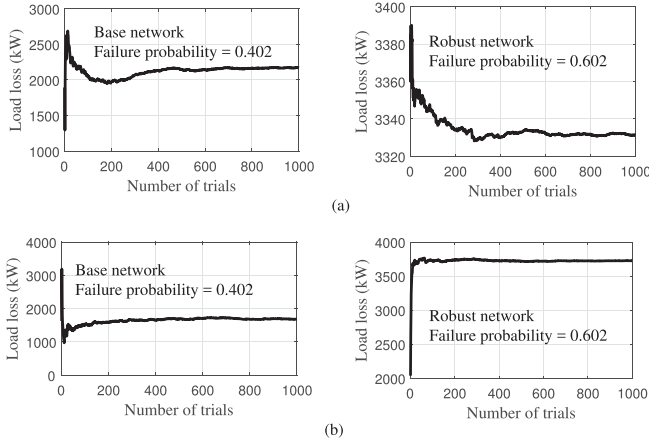 3000
2500
2000
1500
1000
Load loss (kW)
Base network
Failure probability = 0.402
0 200 400 600 800 1000
Number of trials
3400
3380
3360
3340
3320
Load loss (kW)
Robust network
Failure probability = 0.602
0 200 400 600 800 1000
Number of trials
(a)
4000
3000
2000
1000
0
Load loss (kW)
Base network
Failure probability = 0.402
0 200 400 600 800 1000
Number of trials
4000
3500
3000
2500
2000
Load loss (kW)
Robust network
Failure probability = 0.602
0 200 400 600 800 1000
Number of trials
(b)